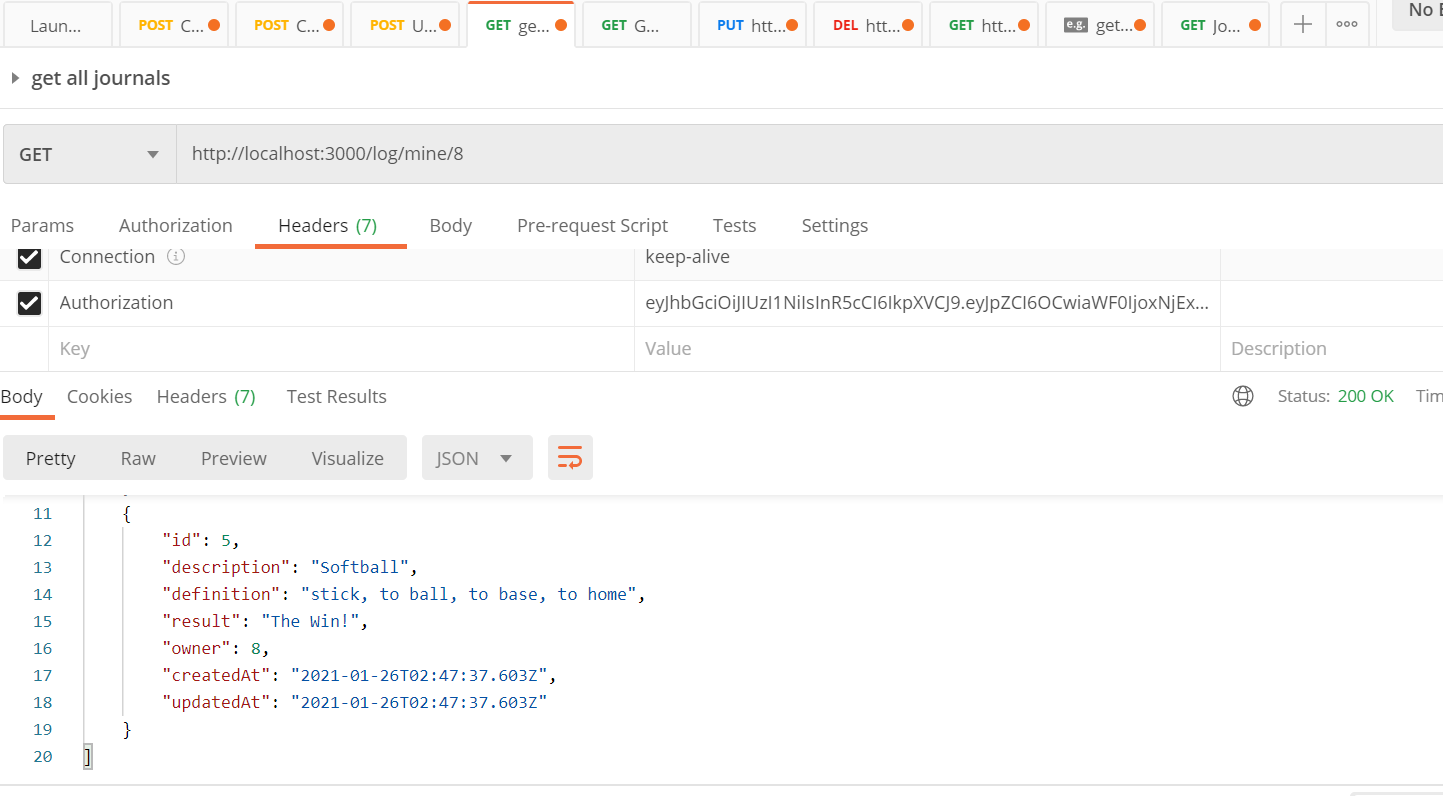 Laun... POST C... POST C... POST U... GET ge... GET G... PUT htt... DEL htt... GET htt... e.g. get... GET Jo... + ooo No E
get all journals
GET http://localhost:3000/log/mine/8
Params Authorization Headers (7) Body Pre-request Script Tests Settings
Connection i keep-alive
Authorization eyJhbGciOiJIUzI1NiIsInR5cCI6IkpXVCJ9.eyJpZCI6OCwiaWF0IjoxNjEx...
Key Value Description
Body Cookies Headers (7) Test Results Status: 200 OK Tim
Pretty Raw Preview Visualize JSON
11 {
12 "id": 5,
13 "description": "Softball",
14 "definition": "stick, to ball, to base, to home",
15 "result": "The Win!",
16 "owner": 8,
17 "createdAt": "2021-01-26T02:47:37.603Z",
18 "updatedAt": "2021-01-26T02:47:37.603Z"
19 }
20 ]